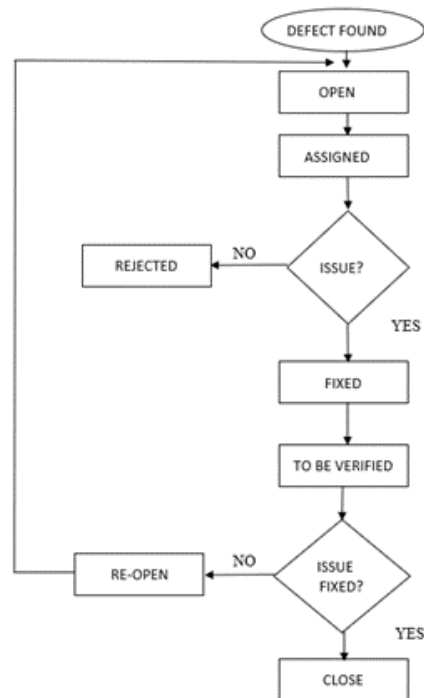 DEFECT FOUND
OPEN
ASSIGNED
NO
REJECTED
ISSUE?
YES
FIXED
TO BE VERIFIED
NO
RE-OPEN
ISSUE
FIXED?
YES
CLOSE